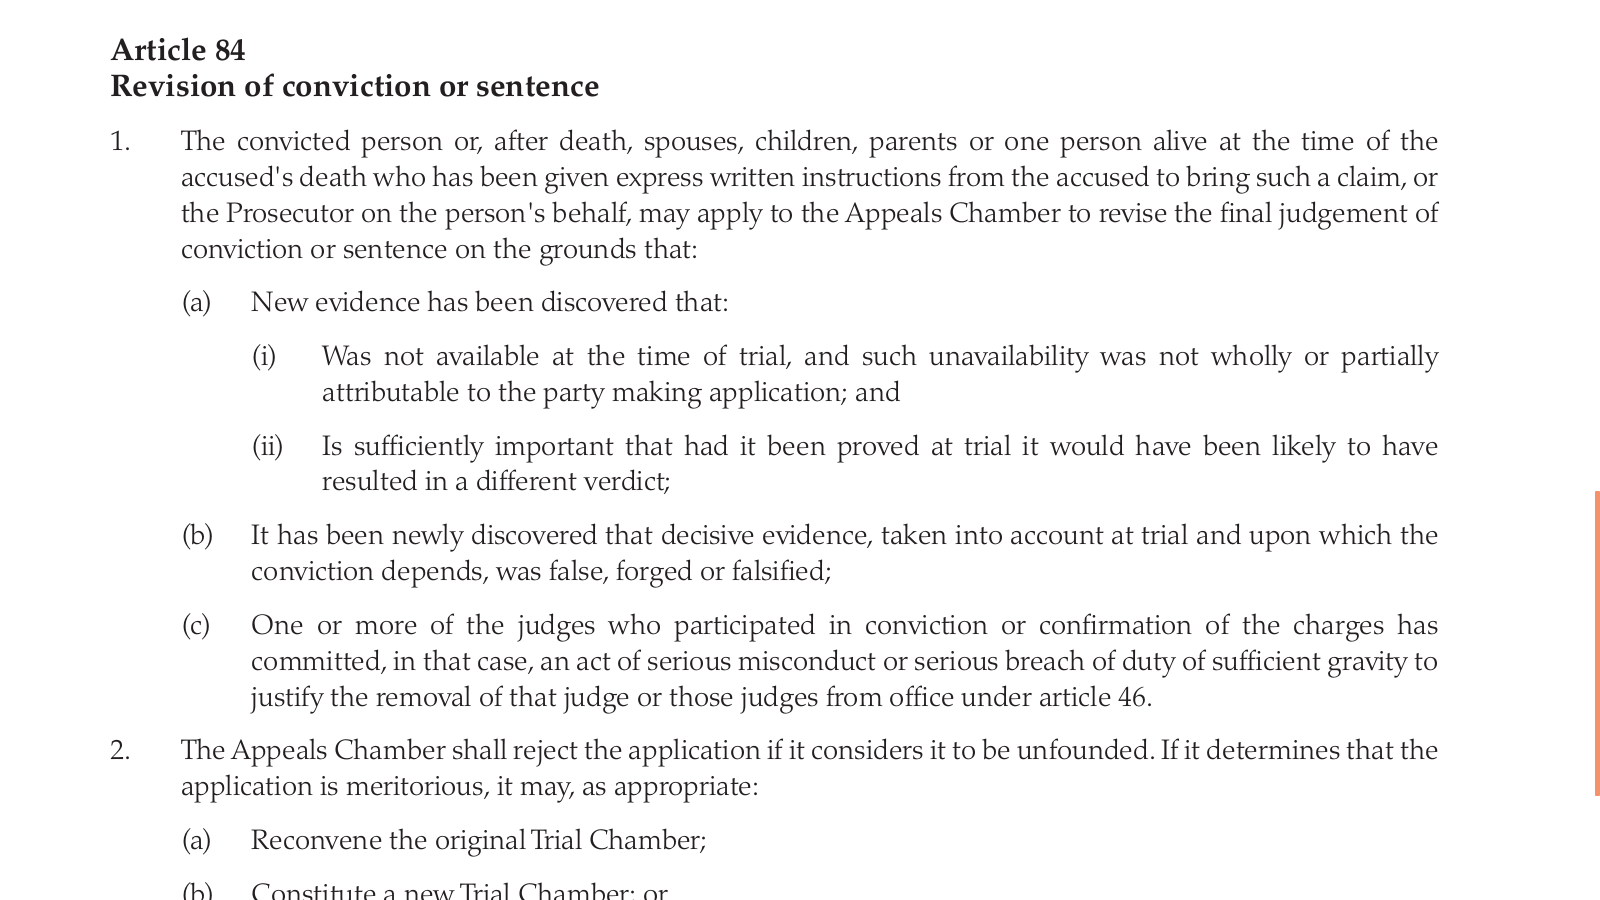 Article 84
Revision of conviction or sentence
1. The convicted person or, after death, spouses, children, parents or one person alive at the time of the
accused's death who has been given express written instructions from the accused to bring such a claim, or
the Prosecutor on the person's behalf, may apply to the Appeals Chamber to revise the final judgement of
conviction or sentence on the grounds that:
(a) New evidence has been discovered that:
(i) Was not available at the time of trial, and such unavailability was not wholly or partially
attributable to the party making application; and
(ii) Is sufficiently important that had it been proved at trial it would have been likely to have
resulted in a different verdict;
(b) It has been newly discovered that decisive evidence, taken into account at trial and upon which the
conviction depends, was false, forged or falsified;
(c) One or more of the judges who participated in conviction or confirmation of the charges has
committed, in that case, an act of serious misconduct or serious breach of duty of sufficient gravity to
justify the removal of that judge or those judges from office under article 46.
2. The Appeals Chamber shall reject the application if it considers it to be unfounded. If it determines that the
application is meritorious, it may, as appropriate:
(a) Reconvene the original Trial Chamber;
(b) Constitute a new Trial Chamber; or